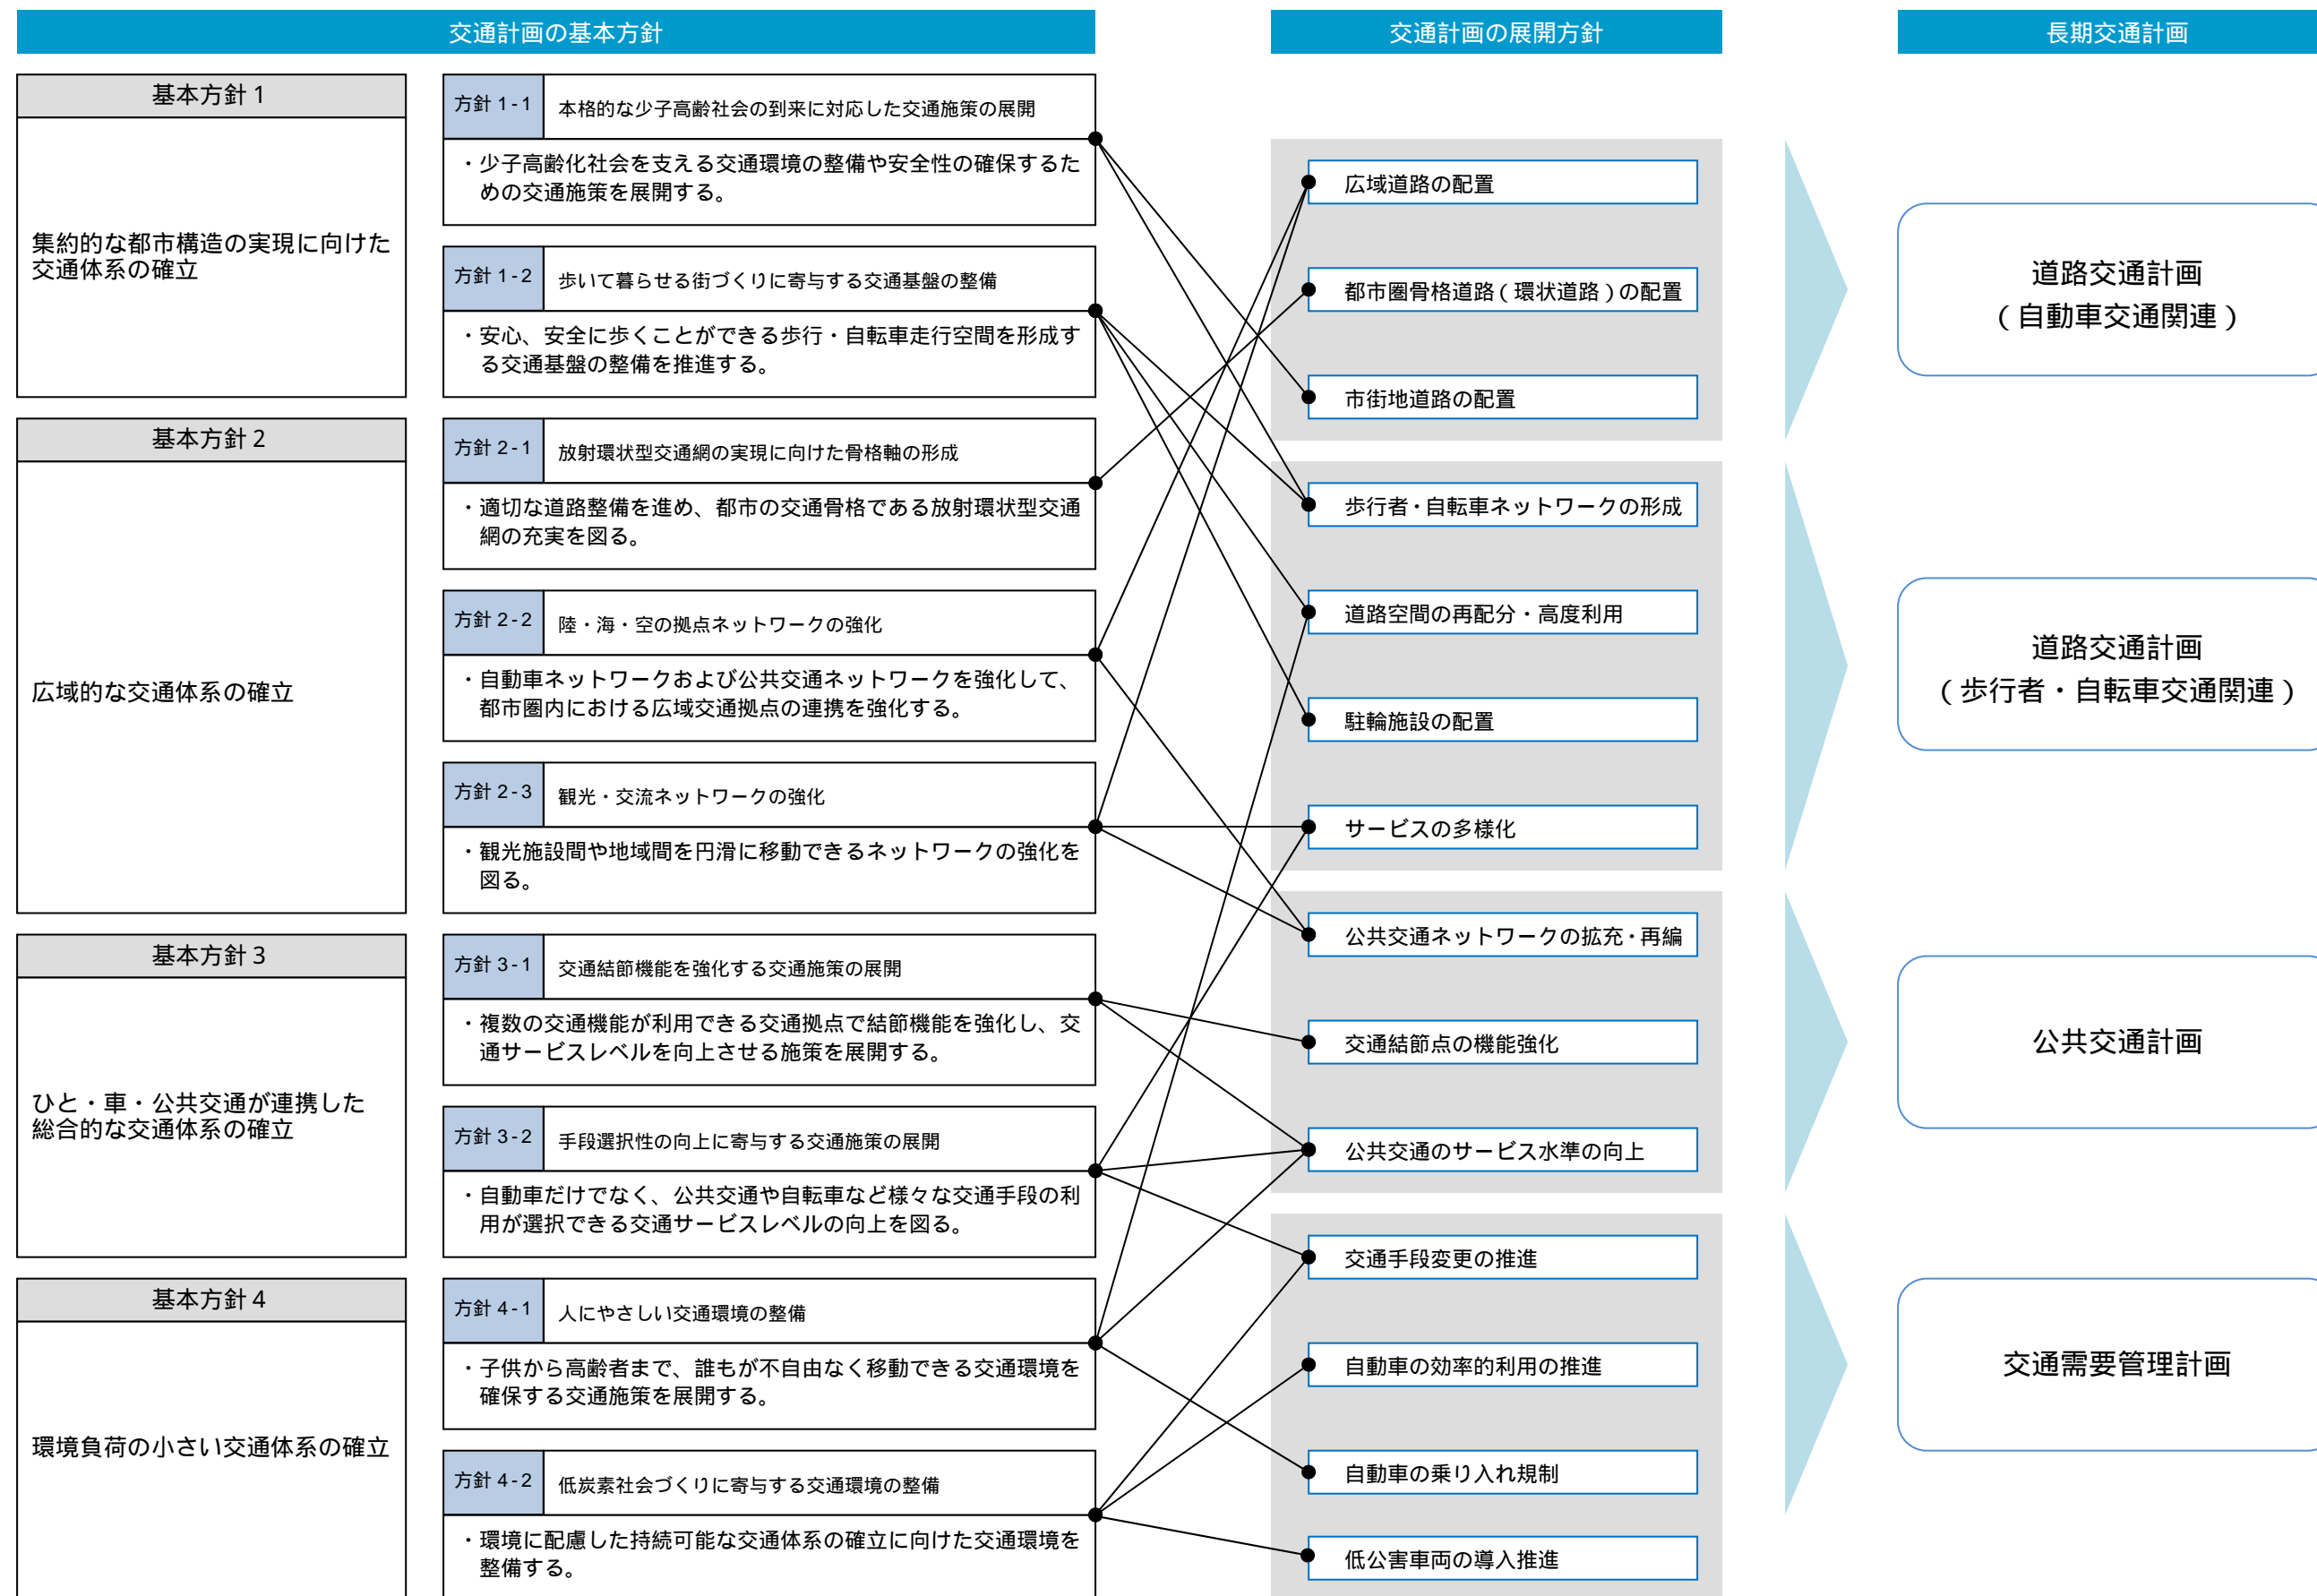 交通計画の基本方針
交通計画の展開方針
長期交通計画
基本方針 1
集約的な都市構造の実現に向けた
交通体系の確立
方針 1-1
本格的な少子高齢社会の到来に対応した交通施策の展開
・少子高齢化社会を支える交通環境の整備や安全性の確保するた
めの交通施策を展開する。
方針 1-2
歩いて暮らせる街づくりに寄与する交通基盤の整備
・安心、安全に歩くことができる歩行・自転車走行空間を形成す
る交通基盤の整備を推進する。
基本方針 2
広域的な交通体系の確立
方針 2-1
放射環状型交通網の実現に向けた骨格軸の形成
・適切な道路整備を進め、都市の交通骨格である放射環状型交通
網の充実を図る。
方針 2-2
陸・海・空の拠点ネットワークの強化
・自動車ネットワークおよび公共交通ネットワークを強化して、
都市圏内における広域交通拠点の連携を強化する。
方針 2-3
観光・交流ネットワークの強化
・観光施設間や地域間を円滑に移動できるネットワークの強化を
図る。
基本方針 3
ひと・車・公共交通が連携した
総合的な交通体系の確立
方針 3-1
交通結節機能を強化する交通施策の展開
・複数の交通機能が利用できる交通拠点で結節機能を強化し、交
通サービスレベルを向上させる施策を展開する。
方針 3-2
手段選択性の向上に寄与する交通施策の展開
・自動車だけでなく、公共交通や自転車など様々な交通手段の利
用が選択できる交通サービスレベルの向上を図る。
基本方針 4
環境負荷の小さい交通体系の確立
方針 4-1
人にやさしい交通環境の整備
・子供から高齢者まで、誰もが不自由なく移動できる交通環境を
確保する交通施策を展開する。
方針 4-2
低炭素社会づくりに寄与する交通環境の整備
・環境に配慮した持続可能な交通体系の確立に向けた交通環境を
整備する。
広域道路の配置
都市圏骨格道路（環状道路）の配置
市街地道路の配置
歩行者・自転車ネットワークの形成
道路空間の再配分・高度利用
駐輪施設の配置
サービスの多様化
公共交通ネットワークの拡充・再編
交通結節点の機能強化
公共交通のサービス水準の向上
交通手段変更の推進
自動車の効率的利用の推進
自動車の乗り入れ規制
低公害車両の導入推進
道路交通計画
（自動車交通関連）
道路交通計画
（歩行者・自転車交通関連）
公共交通計画
交通需要管理計画